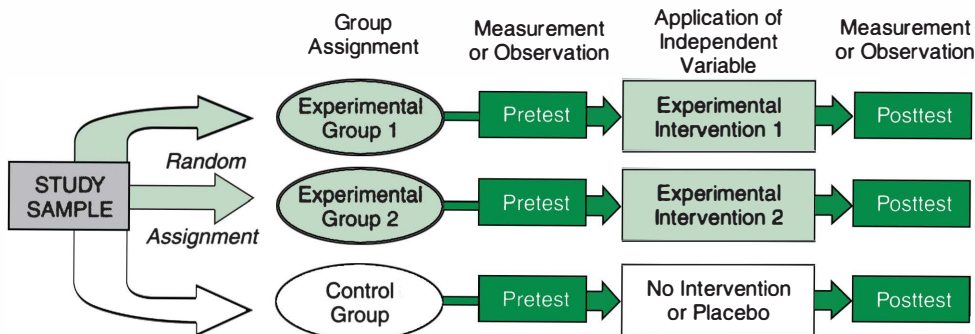 Group
Assignment
Measurement
or Observation
Application of
Independent
Variable
Measurement
or Observation
STUDY
SAMPLE
Random
Assignment
Experimental
Group 1
Pretest
Experimental
Intervention 1
Posttest
Experimental
Group 2
Pretest
Experimental
Intervention 2
Posttest
Control
Group
Pretest
No Intervention
or Placebo
Posttest